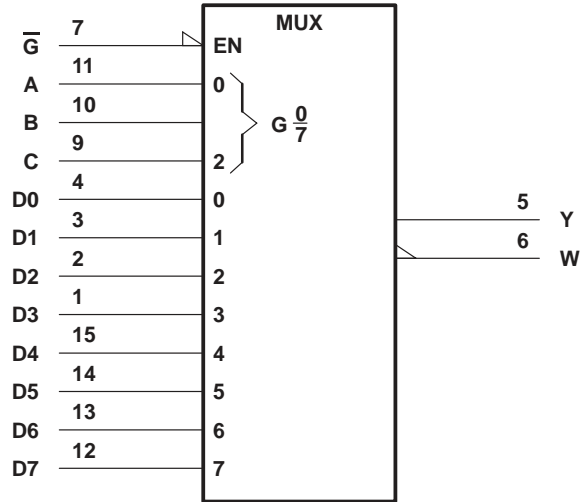 MUX
G̅ 7 EN
A 11 0
B 10
G 0/7
C 9 2
D0 4 0
D1 3 1
D2 2 2
D3 1 3
D4 15 4
D5 14 5
D6 13 6
D7 12 7
5 Y
6 W